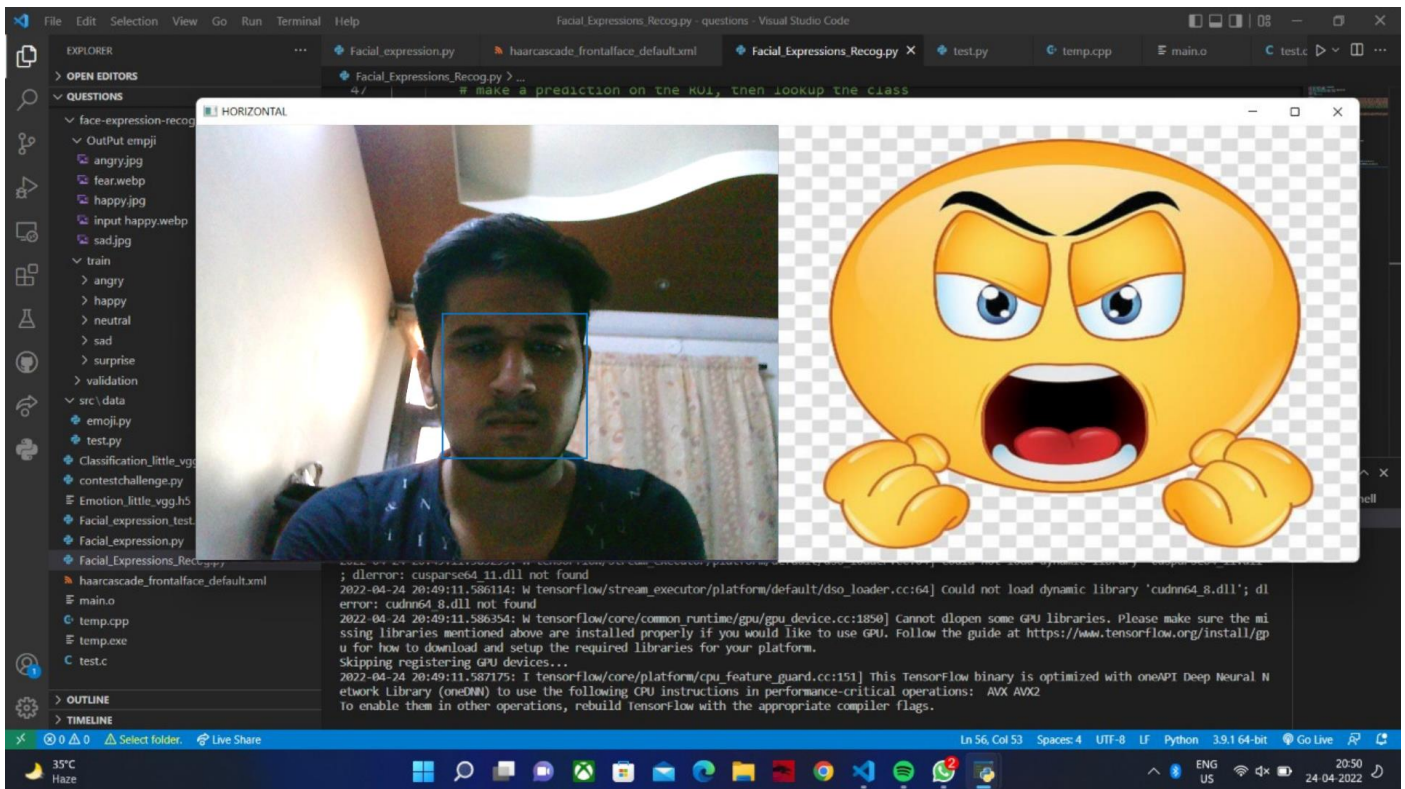 File Edit Selection View Go Run Terminal Help
Facial_Expressions_Recog.py - questions - Visual Studio Code
EXPLORER
Facial_expression.py
haarcascade_frontalface_default.xml
Facial_Expressions_Recog.py
test.py
temp.cpp
main.o
test.c
OPEN EDITORS
Facial_Expressions_Recog.py > ...
QUESTIONS
47 # make a prediction on the ROI, then lookup the class
HORIZONTAL
face-expression-recog
OutPut empji
angry.jpg
fear.webp
happy.jpg
input happy.webp
sad.jpg
train
angry
happy
neutral
sad
surprise
validation
src\data
emoji.py
test.py
Classification_little_vgg
contestchallenge.py
Emotion_little_vgg.h5
Facial_expression_test.
Facial_expression.py
Facial_Expressions_Recog.py
haarcascade_frontalface_default.xml
main.o
temp.cpp
temp.exe
test.c
OUTLINE
TIMELINE
ell
; dlerror: cusparse64_11.dll not found
2022-04-24 20:49:11.586114: W tensorflow/stream_executor/platform/default/dso_loader.cc:64] Could not load dynamic library 'cudnn64_8.dll'; dl
error: cudnn64_8.dll not found
2022-04-24 20:49:11.586354: W tensorflow/core/common_runtime/gpu/gpu_device.cc:1850] Cannot dlopen some GPU libraries. Please make sure the mi
ssing libraries mentioned above are installed properly if you would like to use GPU. Follow the guide at https://www.tensorflow.org/install/gp
u for how to download and setup the required libraries for your platform.
Skipping registering GPU devices...
2022-04-24 20:49:11.587175: I tensorflow/core/platform/cpu_feature_guard.cc:151] This TensorFlow binary is optimized with oneAPI Deep Neural N
etwork Library (oneDNN) to use the following CPU instructions in performance-critical operations: AVX AVX2
To enable them in other operations, rebuild TensorFlow with the appropriate compiler flags.
0 0 Select folder. Live Share
Ln 56, Col 53 Spaces: 4 UTF-8 LF Python 3.9.1 64-bit Go Live
35°C
Haze
2
ENG
US
20:50
24-04-2022